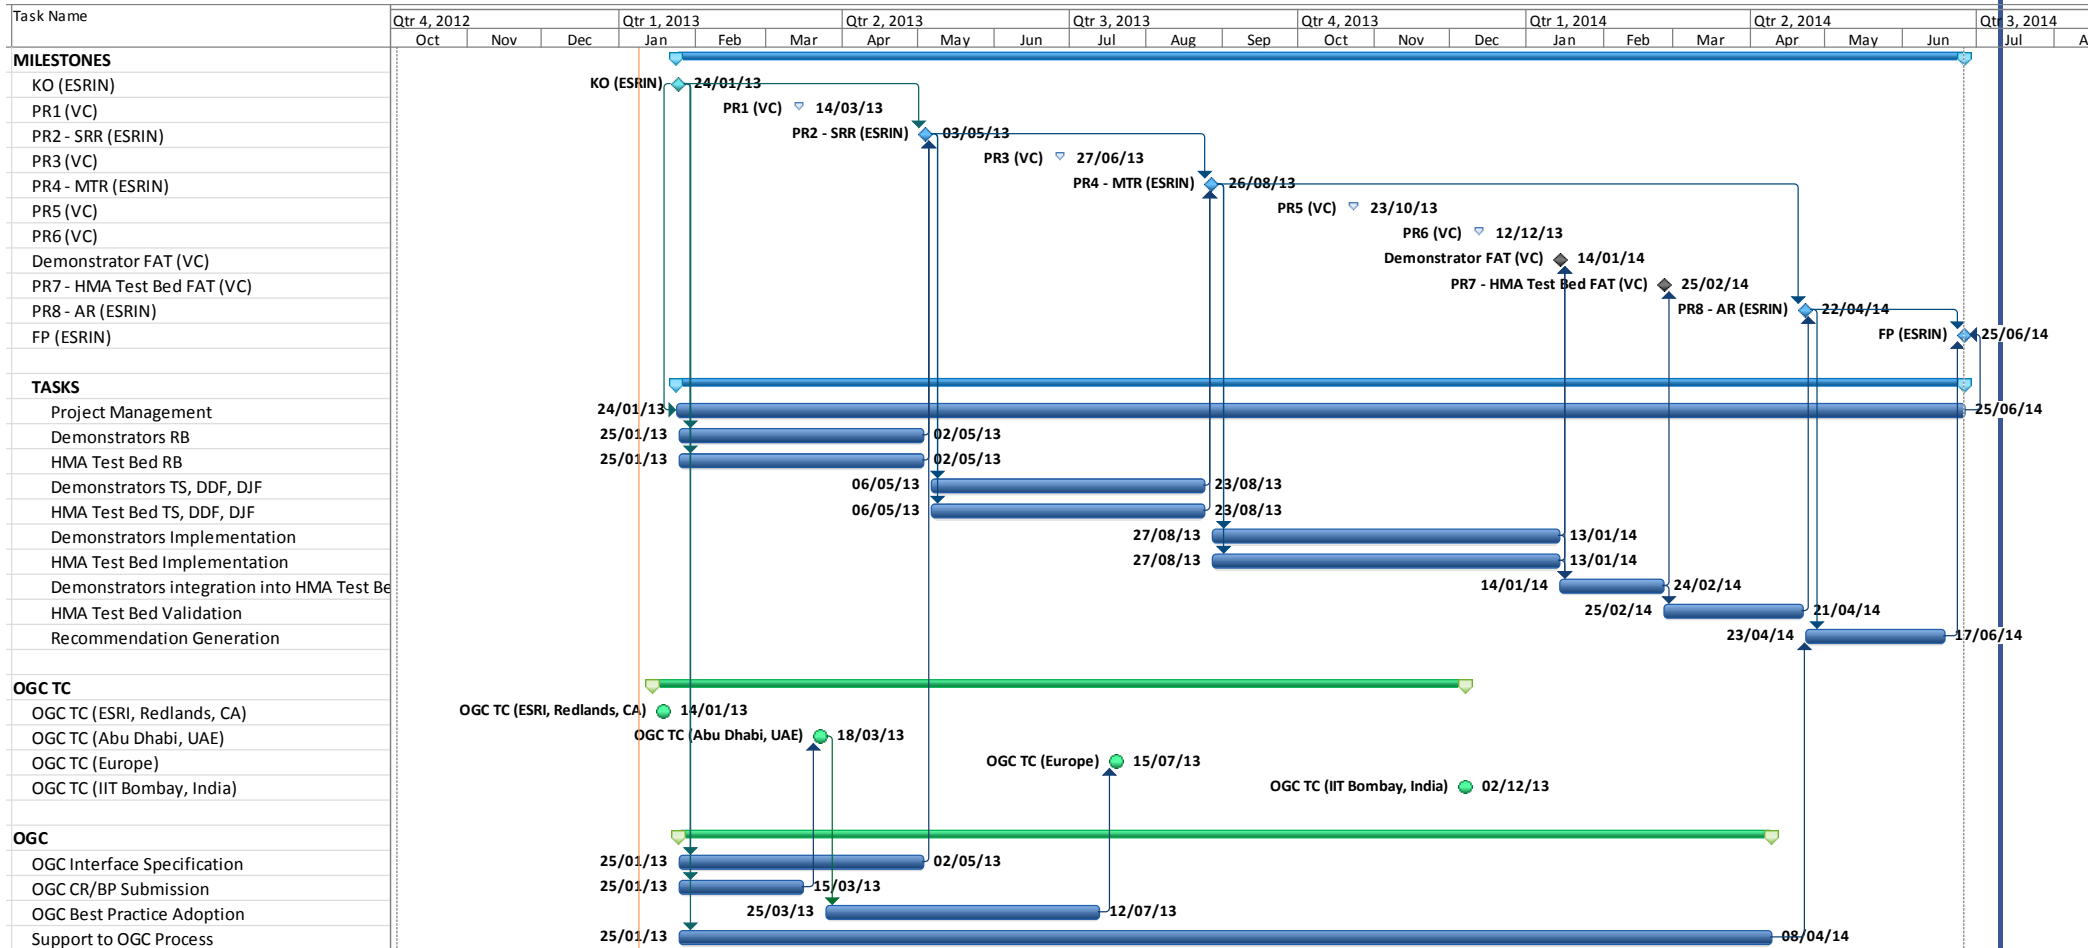 Task Name
Qtr 4, 2012 Qtr 1, 2013 Qtr 2, 2013 Qtr 3, 2013 Qtr 4, 2013 Qtr 1, 2014 Qtr 2, 2014 Qtr 3, 2014
Oct Nov Dec Jan Feb Mar Apr May Jun Jul Aug Sep Oct Nov Dec Jan Feb Mar Apr May Jun Jul A
MILESTONES
KO (ESRIN) KO (ESRIN) 24/01/13
PR1 (VC) PR1 (VC) 14/03/13
PR2 - SRR (ESRIN) PR2 - SRR (ESRIN) 03/05/13
PR3 (VC) PR3 (VC) 27/06/13
PR4 - MTR (ESRIN) PR4 - MTR (ESRIN) 26/08/13
PR5 (VC) PR5 (VC) 23/10/13
PR6 (VC) PR6 (VC) 12/12/13
Demonstrator FAT (VC) Demonstrator FAT (VC) 14/01/14
PR7 - HMA Test Bed FAT (VC) PR7 - HMA Test Bed FAT (VC) 25/02/14
PR8 - AR (ESRIN) PR8 - AR (ESRIN) 22/04/14
FP (ESRIN) FP (ESRIN) 25/06/14
TASKS
Project Management 24/01/13 25/06/14
Demonstrators RB 25/01/13 02/05/13
HMA Test Bed RB 25/01/13 02/05/13
Demonstrators TS, DDF, DJF 06/05/13 23/08/13
HMA Test Bed TS, DDF, DJF 06/05/13 23/08/13
Demonstrators Implementation 27/08/13 13/01/14
HMA Test Bed Implementation 27/08/13 13/01/14
Demonstrators integration into HMA Test Be 14/01/14 24/02/14
HMA Test Bed Validation 25/02/14 21/04/14
Recommendation Generation 23/04/14 17/06/14
OGC TC
OGC TC (ESRI, Redlands, CA) OGC TC (ESRI, Redlands, CA) 14/01/13
OGC TC (Abu Dhabi, UAE) OGC TC (Abu Dhabi, UAE) 18/03/13
OGC TC (Europe) OGC TC (Europe) 15/07/13
OGC TC (IIT Bombay, India) OGC TC (IIT Bombay, India) 02/12/13
OGC
OGC Interface Specification 25/01/13 02/05/13
OGC CR/BP Submission 25/01/13 15/03/13
OGC Best Practice Adoption 25/03/13 12/07/13
Support to OGC Process 25/01/13 08/04/14